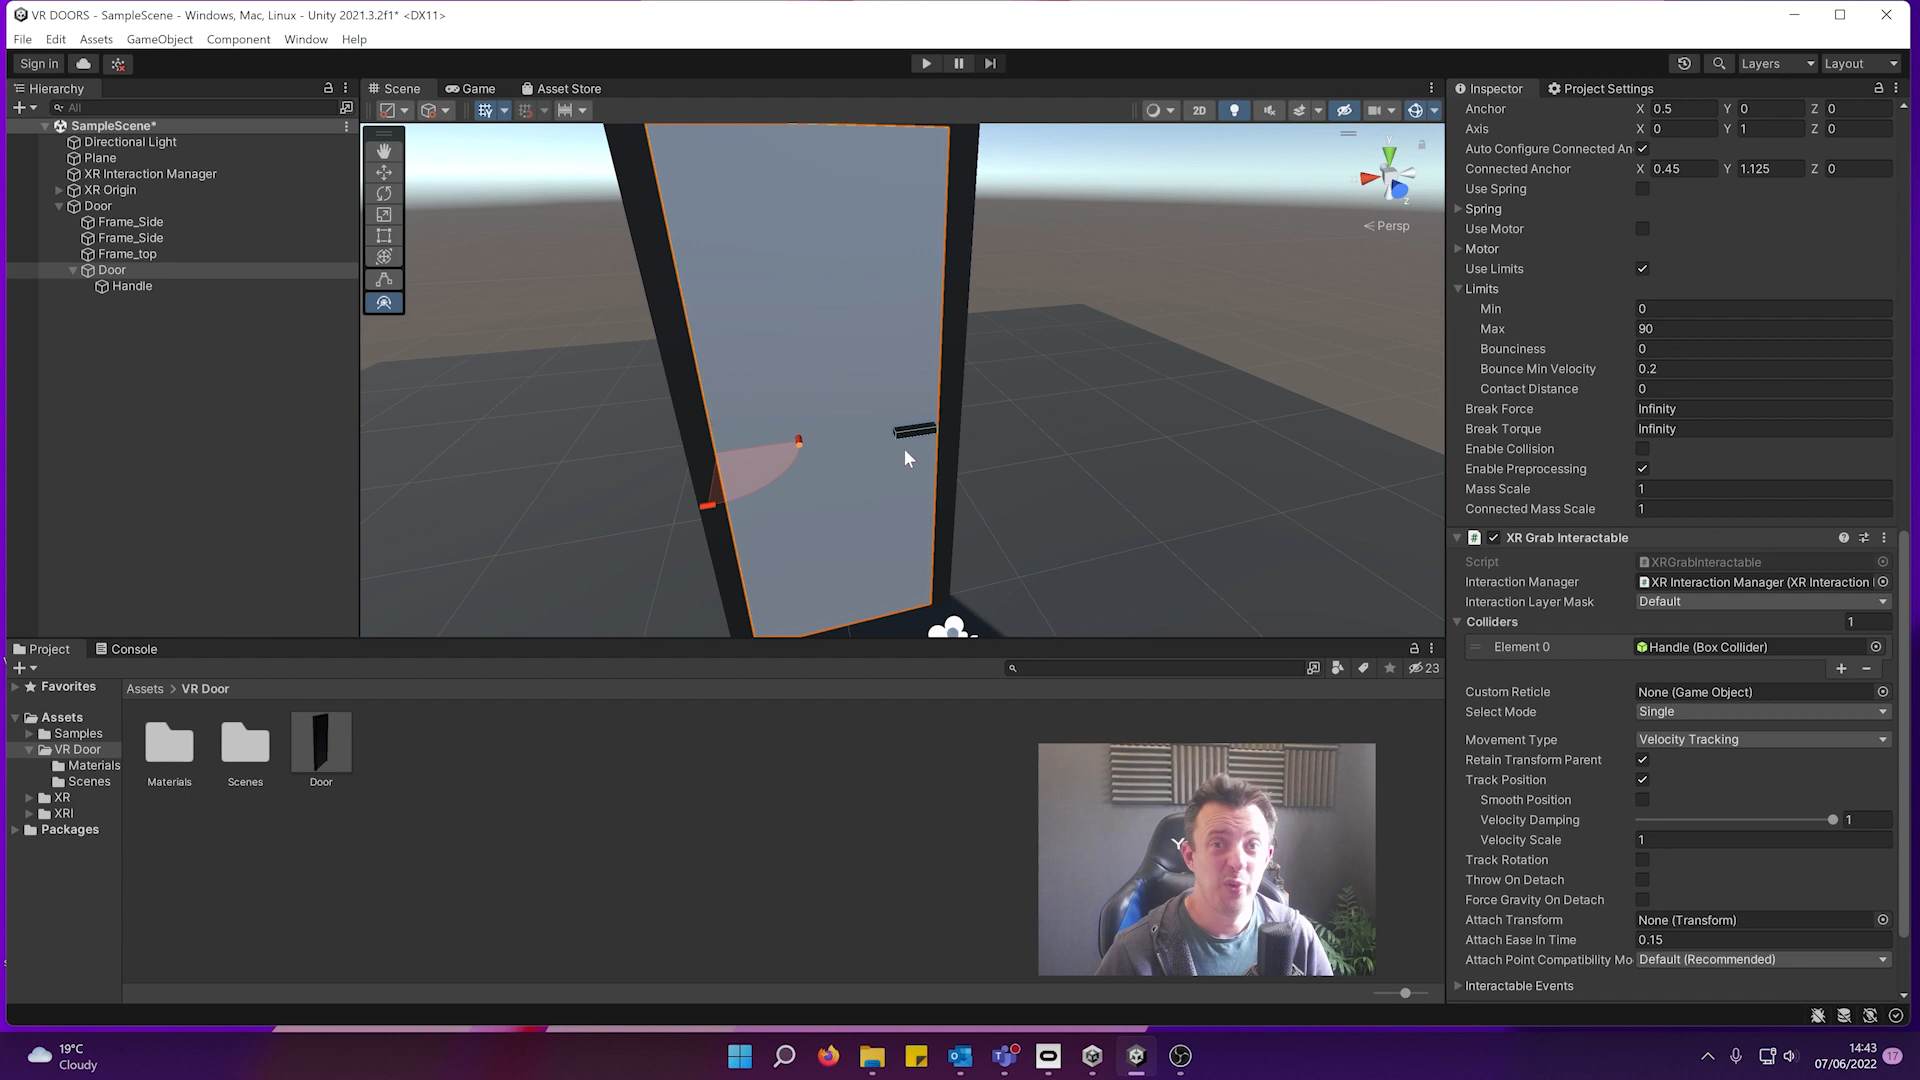 VR DOORS - SampleScene - Windows, Mac, Linux - Unity 2021.3.2f1* <DX11>
File Edit Assets GameObject Component Window Help
Sign in
Layers Layout
Hierarchy
All
SampleScene*
Directional Light
Plane
XR Interaction Manager
XR Origin
Door
Frame_Side
Frame_Side
Frame_top
Door
Handle
Scene Game Asset Store
2D
y
z
Persp
Inspector Project Settings
Anchor X 0.5 Y 0 Z 0
Axis X 0 Y 1 Z 0
Auto Configure Connected An
Connected Anchor X 0.45 Y 1.125 Z 0
Use Spring
Spring
Use Motor
Motor
Use Limits
Limits
Min 0
Max 90
Bounciness 0
Bounce Min Velocity 0.2
Contact Distance 0
Break Force Infinity
Break Torque Infinity
Enable Collision
Enable Preprocessing
Mass Scale 1
Connected Mass Scale 1
# XR Grab Interactable
Script XRGrabInteractable
Interaction Manager XR Interaction Manager (XR Interaction
Interaction Layer Mask Default
Colliders 1
Element 0 Handle (Box Collider)
Custom Reticle None (Game Object)
Select Mode Single
Movement Type Velocity Tracking
Retain Transform Parent
Track Position
Smooth Position
Velocity Damping 1
Velocity Scale 1
Track Rotation
Throw On Detach
Force Gravity On Detach
Attach Transform None (Transform)
Attach Ease In Time 0.15
Attach Point Compatibility Mo Default (Recommended)
Interactable Events
Project Console
23
Favorites
Assets
Samples
VR Door
Materials
Scenes
XR
XRI
Packages
Assets > VR Door
Materials Scenes Door
19°C
Cloudy
14:43
07/06/2022
17